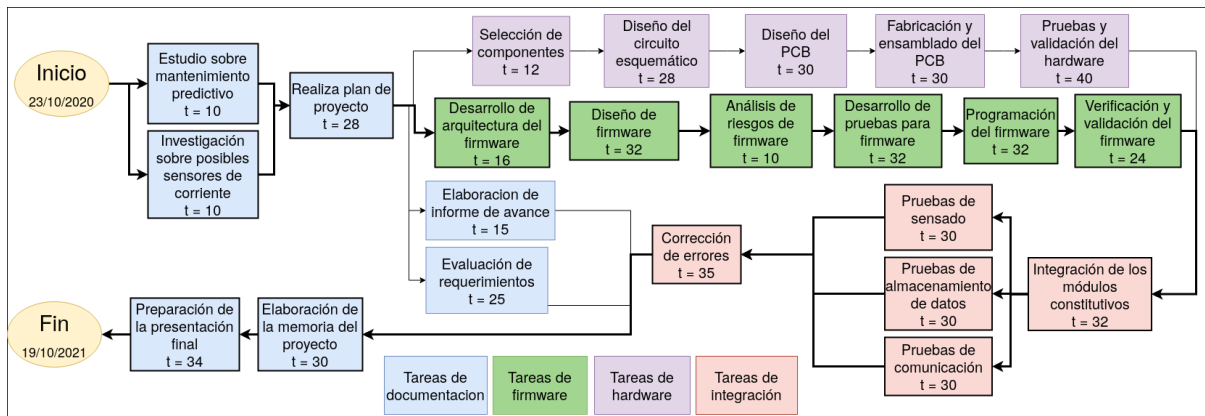 Inicio
23/10/2020
Estudio sobre
mantenimiento
predictivo
t = 10
Investigación
sobre posibles
sensores de
corriente
t = 10
Realiza plan de
proyecto
t = 28
Selección de
componentes
t = 12
Diseño del
circuito
esquemático
t = 28
Diseño del
PCB
t = 30
Fabricación y
ensamblado del
PCB
t = 30
Pruebas y
validación del
hardware
t = 40
Desarrollo de
arquitectura del
firmware
t = 16
Diseño de
firmware
t = 32
Análisis de
riesgos de
firmware
t = 10
Desarrollo de
pruebas para
firmware
t = 32
Programación
del firmware
t = 32
Verificación y
validación del
firmware
t = 24
Elaboracion de
informe de avance
t = 15
Evaluación de
requerimientos
t = 25
Corrección
de errores
t = 35
Pruebas de
sensado
t = 30
Pruebas de
almacenamiento
de datos
t = 30
Pruebas de
comunicación
t = 30
Integración de los
módulos
constitutivos
t = 32
Fin
19/10/2021
Preparación de
la presentación
final
t = 34
Elaboración de
la memoria del
proyecto
t = 30
Tareas de
documentacion
Tareas de
firmware
Tareas de
hardware
Tareas de
integración